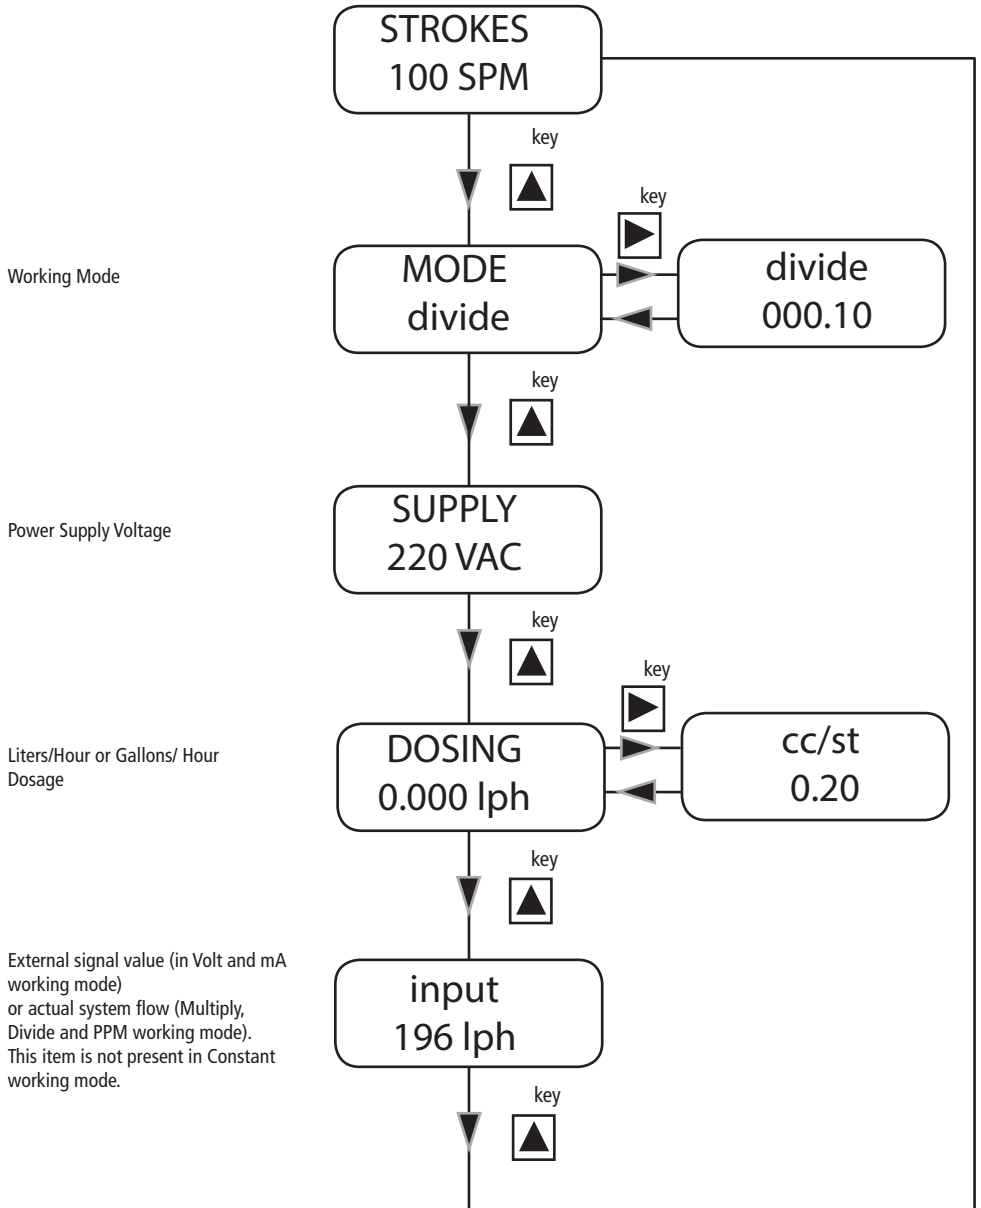 STROKES
100 SPM
key
key
Working Mode
MODE
divide
divide
000.10
key
Power Supply Voltage
SUPPLY
220 VAC
key
key
Liters/Hour or Gallons/ Hour
Dosage
DOSING
0.000 lph
cc/st
0.20
key
External signal value (in Volt and mA
working mode)
or actual system flow (Multiply,
Divide and PPM working mode).
This item is not present in Constant
working mode.
input
196 lph
key